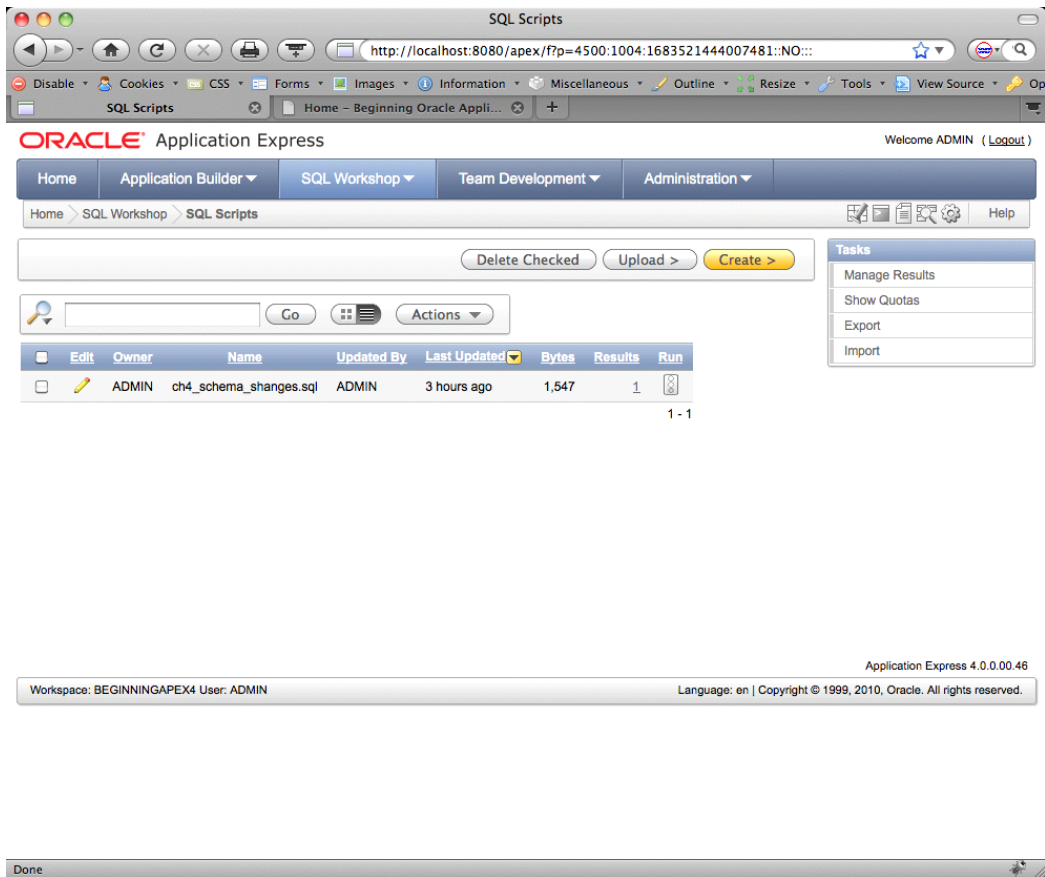 SQL Scripts
http://localhost:8080/apex/f?p=4500:1004:1683521444007481::NO:::
Disable Cookies CSS Forms Images Information Miscellaneous Outline Resize Tools View Source Op
SQL Scripts Home – Beginning Oracle Appli... +
ORACLE Application Express
Welcome ADMIN ( Logout )
Home Application Builder SQL Workshop Team Development Administration
Home SQL Workshop SQL Scripts
Help
Delete Checked Upload > Create >
Tasks
Manage Results
Show Quotas
Export
Import
Go Actions
Edit Owner Name Updated By Last Updated Bytes Results Run
ADMIN ch4_schema_shanges.sql ADMIN 3 hours ago 1,547 1
1 - 1
Application Express 4.0.0.00.46
Workspace: BEGINNINGAPEX4 User: ADMIN
Language: en | Copyright © 1999, 2010, Oracle. All rights reserved.
Done